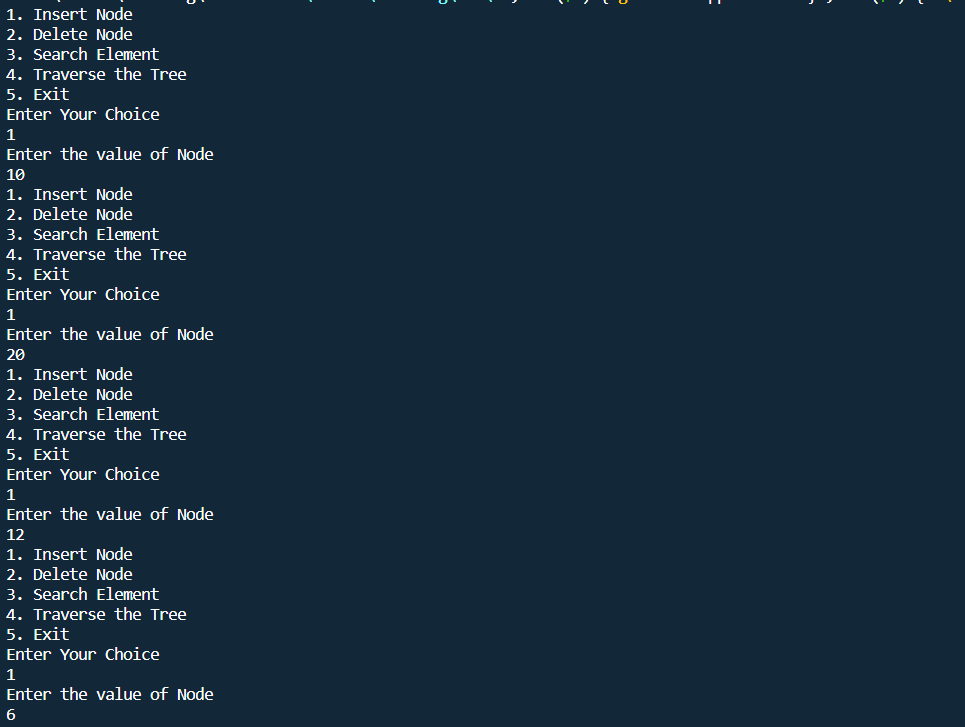 1. Insert Node
2. Delete Node
3. Search Element
4. Traverse the Tree
5. Exit
Enter Your Choice
1
Enter the value of Node
10
1. Insert Node
2. Delete Node
3. Search Element
4. Traverse the Tree
5. Exit
Enter Your Choice
1
Enter the value of Node
20
1. Insert Node
2. Delete Node
3. Search Element
4. Traverse the Tree
5. Exit
Enter Your Choice
1
Enter the value of Node
12
1. Insert Node
2. Delete Node
3. Search Element
4. Traverse the Tree
5. Exit
Enter Your Choice
1
Enter the value of Node
6